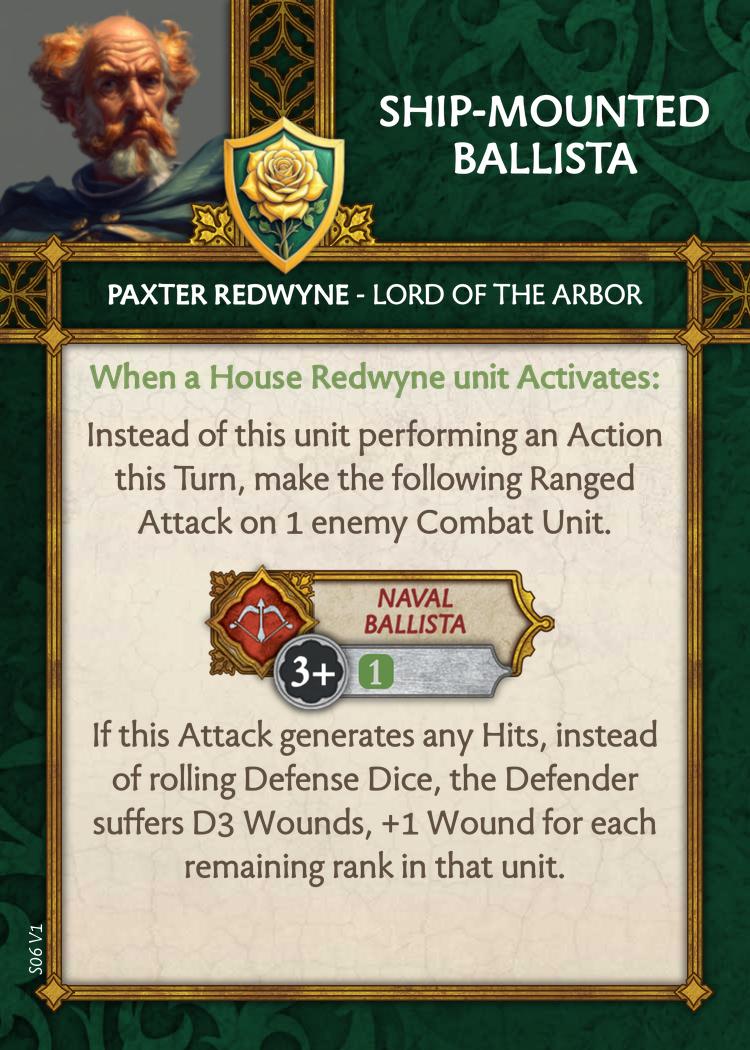 SHIP-MOUNTED
BALLISTA
PAXTER REDWYNE - LORD OF THE ARBOR
When a House Redwyne unit Activates:
Instead of this unit performing an Action
this Turn, make the following Ranged
Attack on 1 enemy Combat Unit.
NAVAL
BALLISTA
3+ 1
If this Attack generates any Hits, instead
of rolling Defense Dice, the Defender
suffers D3 Wounds, +1 Wound for each
remaining rank in that unit.
S06 V1